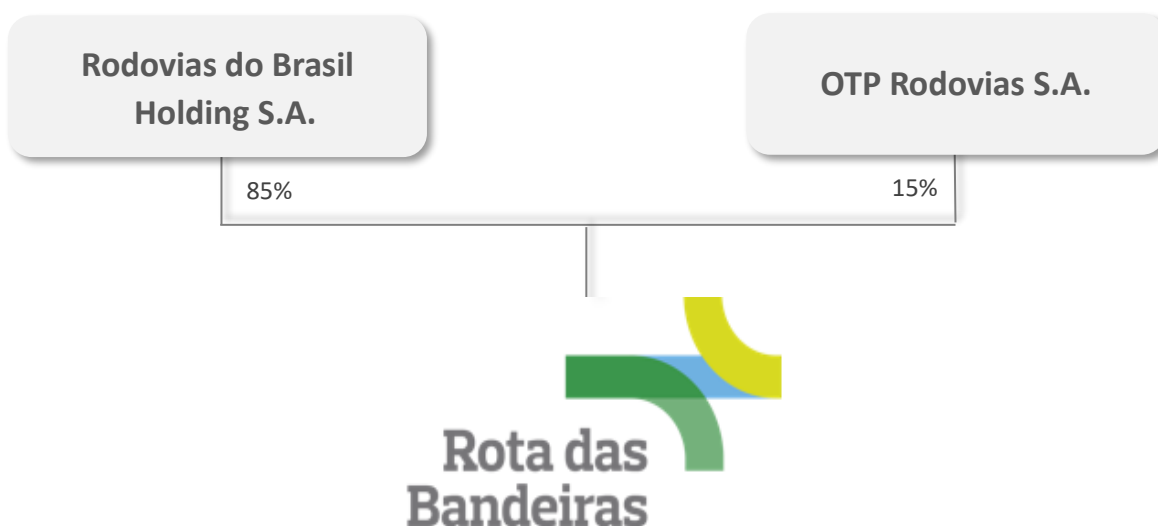 Rodovias do Brasil
Holding S.A.
OTP Rodovias S.A.
85%
15%
Rota das
Bandeiras